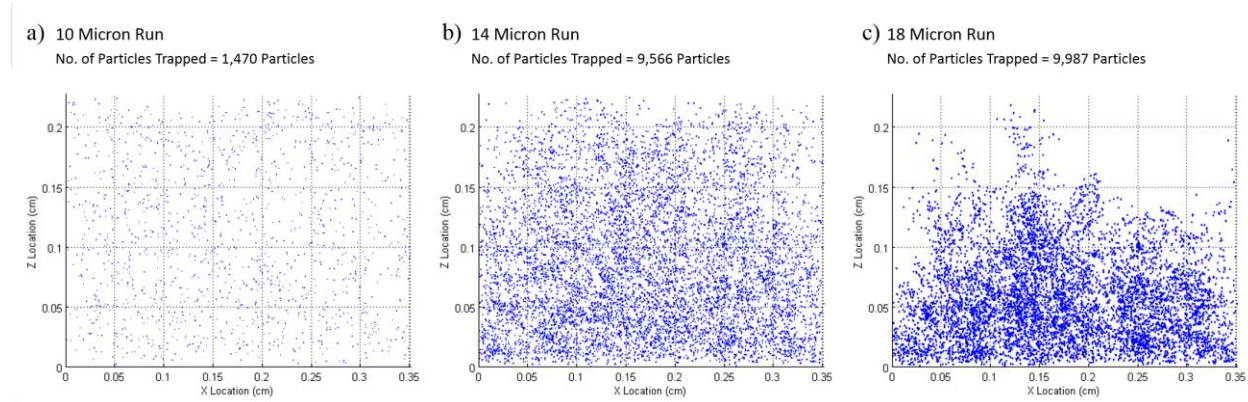 a) 10 Micron Run
No. of Particles Trapped = 1,470 Particles
0.2
0.15
0.1
0.05
0
Z Location (cm)
0 0.05 0.1 0.15 0.2 0.25 0.3 0.35
X Location (cm)
b) 14 Micron Run
No. of Particles Trapped = 9,566 Particles
0.2
0.15
0.1
0.05
0
Z Location (cm)
0 0.05 0.1 0.15 0.2 0.25 0.3 0.35
X Location (cm)
c) 18 Micron Run
No. of Particles Trapped = 9,987 Particles
0.2
0.15
0.1
0.05
0
Z Location (cm)
0 0.05 0.1 0.15 0.2 0.25 0.3 0.35
X Location (cm)